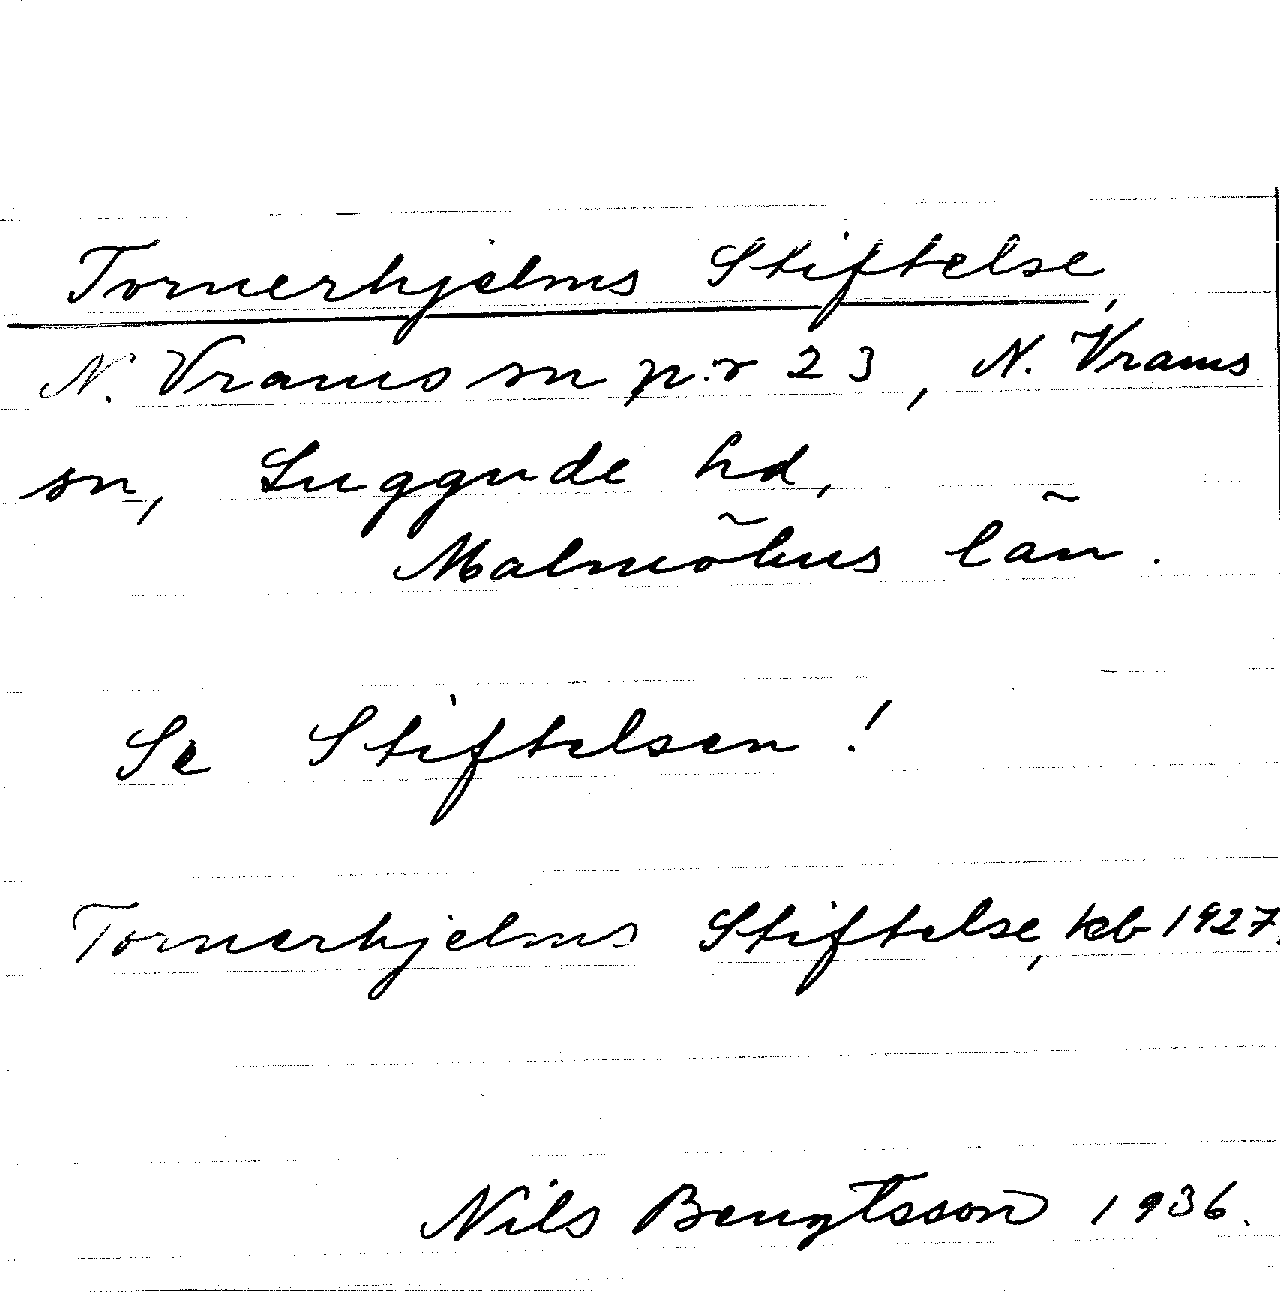 Tornerhjelms Stiftelse,
N. Vrams sn p.r 23, N. Vrams
sn, Luggude hd,
Malmöhus län.
Se Stiftelsen!
Tornerhjelms Stiftelse, keb 1927.
Nils Bengtsson 1936.